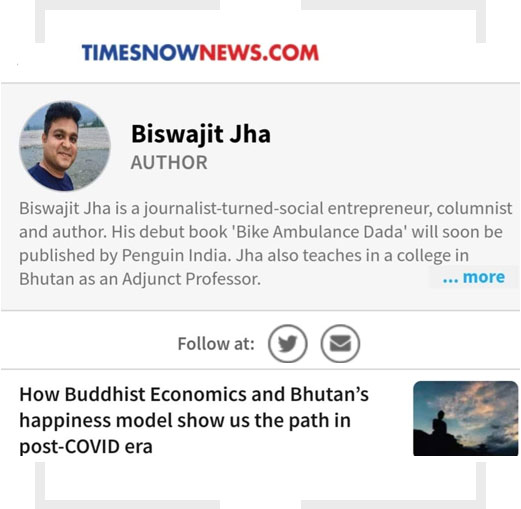 TIMESNOWNEWS.COM
Biswajit Jha
AUTHOR
Biswajit Jha is a journalist-turned-social entrepreneur, columnist
and author. His debut book 'Bike Ambulance Dada' will soon be
published by Penguin India. Jha also teaches in a college in
Bhutan as an Adjunct Professor.
... more
Follow at:
How Buddhist Economics and Bhutan’s
happiness model show us the path in
post-COVID era